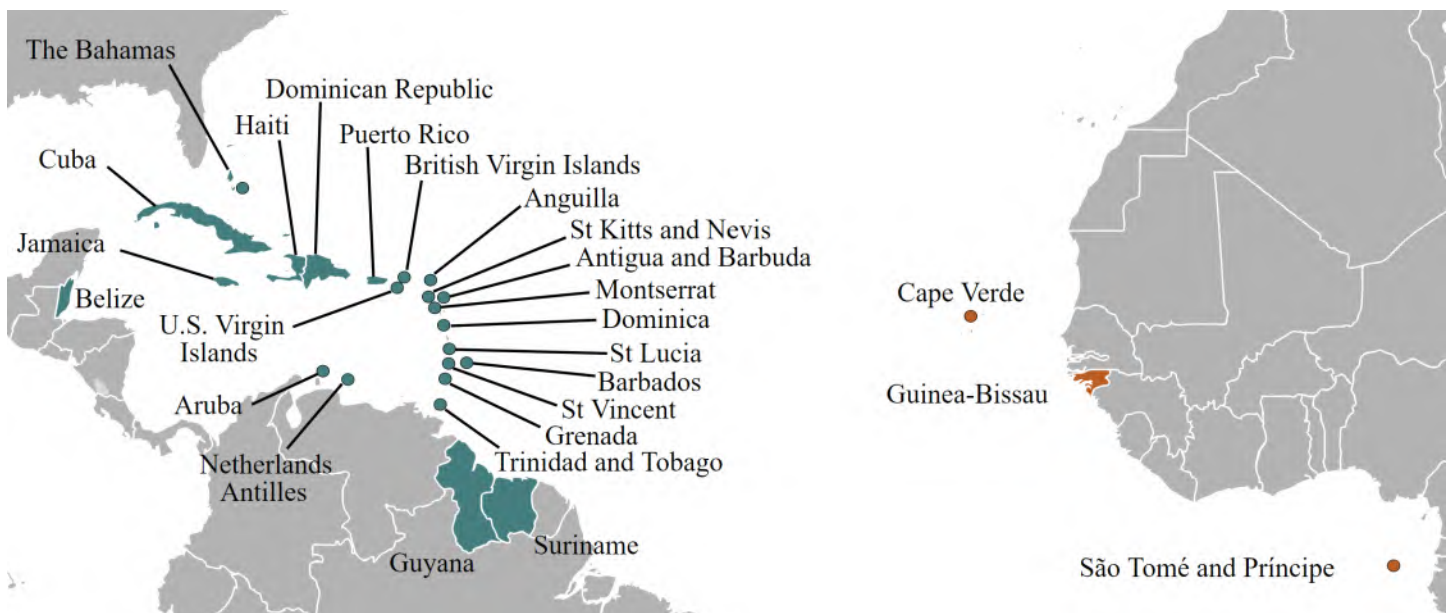 The Bahamas
Dominican Republic
Haiti
Puerto Rico
Cuba
British Virgin Islands
Anguilla
St Kitts and Nevis
Jamaica
Antigua and Barbuda
Montserrat
Belize
U.S. Virgin
Islands
Dominica
St Lucia
Barbados
Aruba
St Vincent
Grenada
Netherlands
Antilles
Trinidad and Tobago
Suriname
Guyana
Cape Verde
Guinea-Bissau
São Tomé and Príncipe